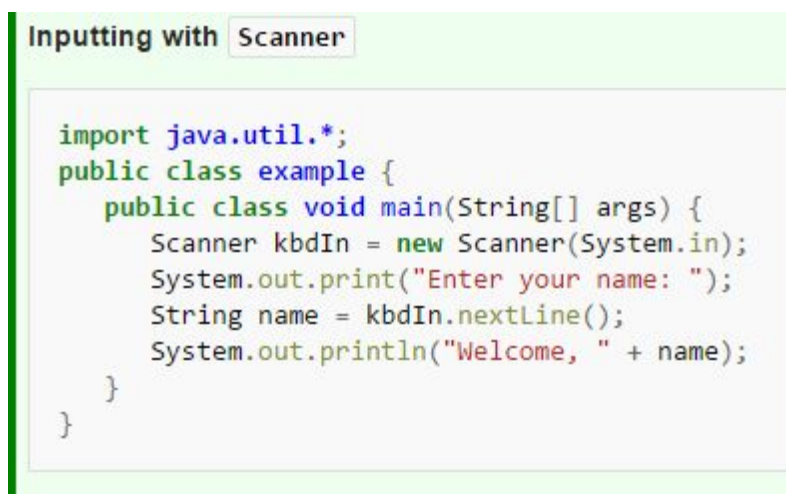 Inputting with Scanner
import java.util.*;
public class example {
   public class void main(String[] args) {
      Scanner kbdIn = new Scanner(System.in);
      System.out.print("Enter your name: ");
      String name = kbdIn.nextLine();
      System.out.println("Welcome, " + name);
   }
}